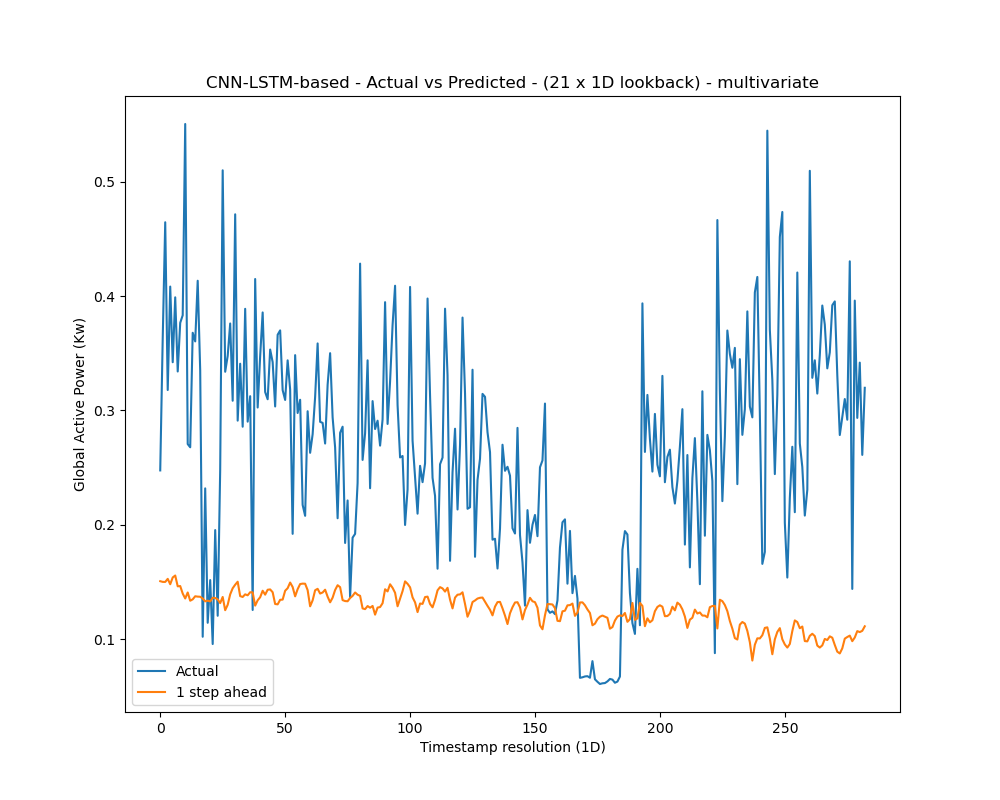 CNN-LSTM-based - Actual vs Predicted - (21 x 1D lookback) - multivariate
Global Active Power (Kw)
0.5
0.4
0.3
0.2
0.1
Actual
1 step ahead
0 50 100 150 200 250
Timestamp resolution (1D)